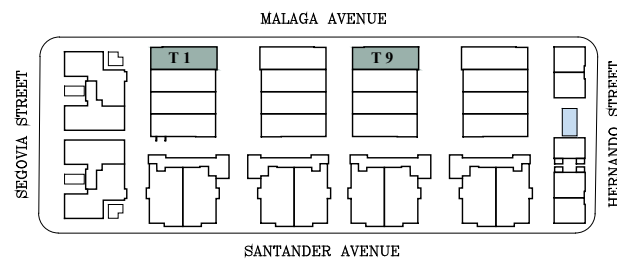 MALAGA AVENUE
T 1
T 9
SEGOVIA STREET
HERNANDO STREET
SANTANDER AVENUE